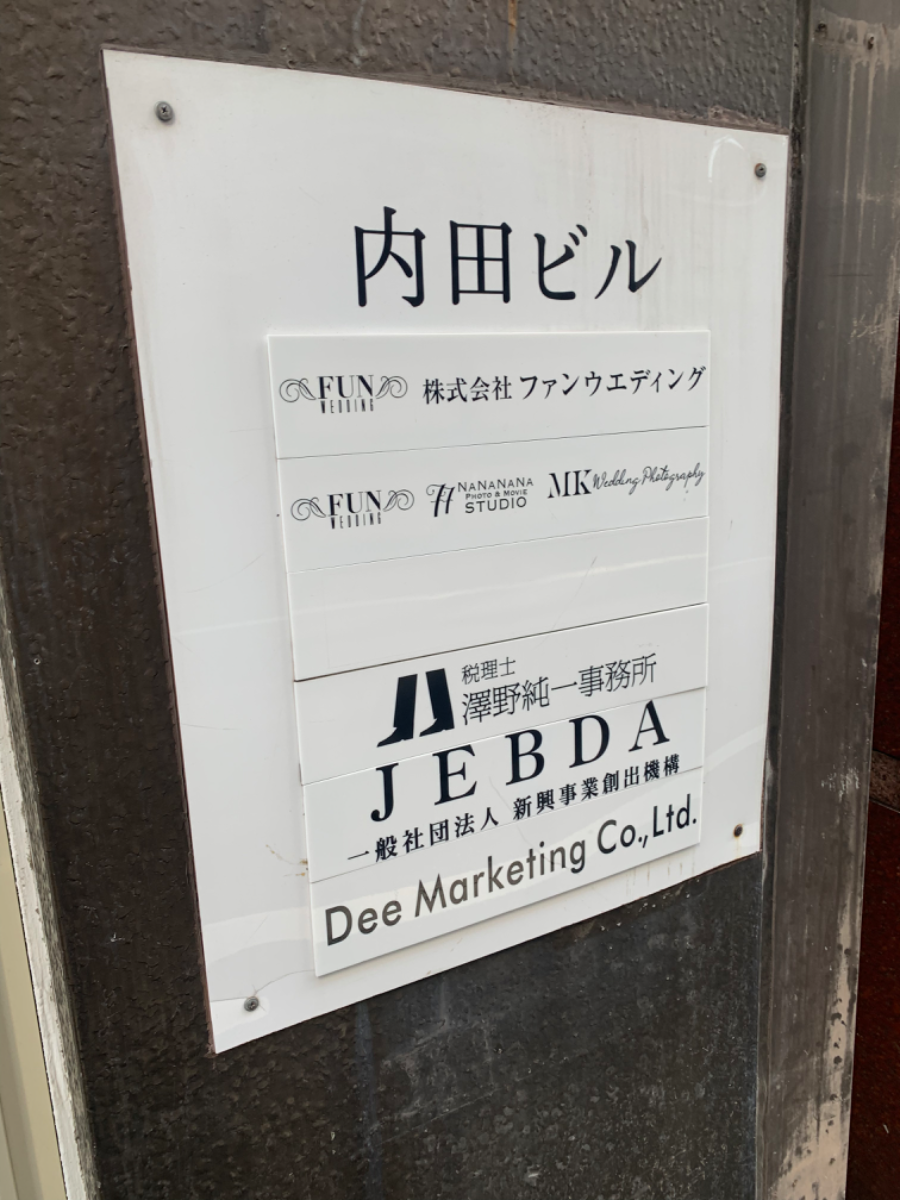 内田ビル
FUN WEDDING 株式会社 ファンウエディング
FUN WEDDING 77 NANANANA PHOTO & MOVIE STUDIO MK Wedding Photography
税理士
澤野純一事務所
JEBDA
一般社団法人 新興事業創出機構
Dee Marketing Co.,Ltd.